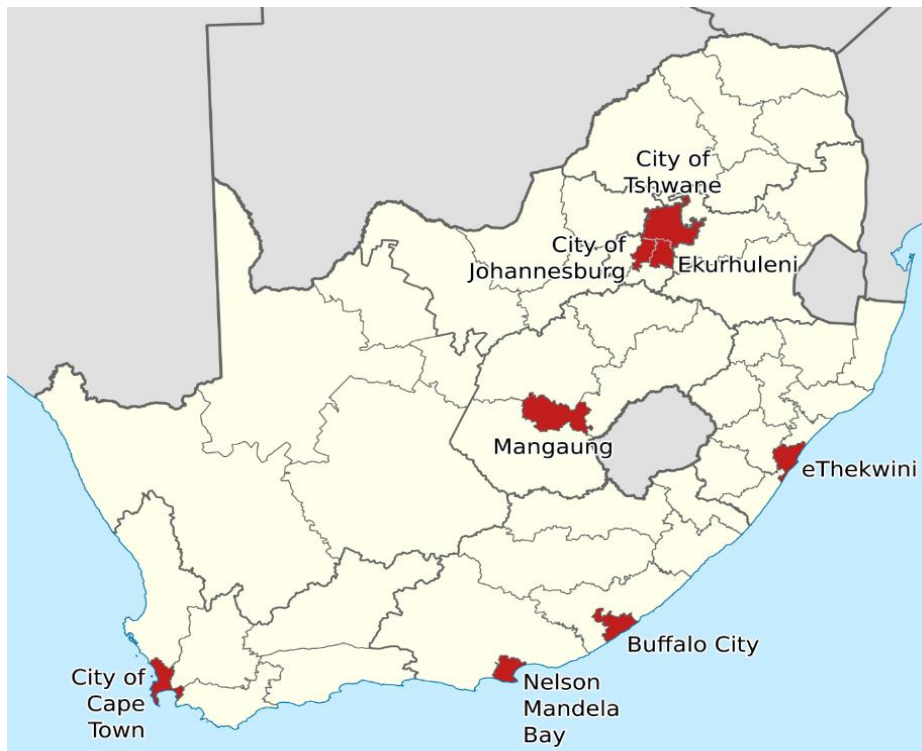 City of
Tshwane
City of
Johannesburg
Ekurhuleni
Mangaung
eThekwini
Buffalo City
City of
Cape
Town
Nelson
Mandela
Bay